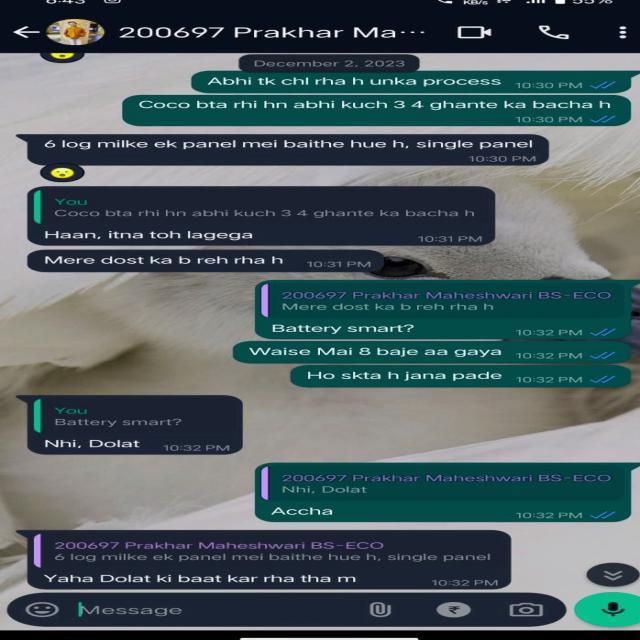 200697 Prakhar Ma...
December 2, 2023
Abhi tk chl rha h unka process 10:30 PM
Coco bta rhi hn abhi kuch 3 4 ghante ka bacha h
10:30 PM
6 log milke ek panel mei baithe hue h, single panel
10:30 PM
You
Coco bta rhi hn abhi kuch 3 4 ghante ka bacha h
Haan, itna toh lagega 10:31 PM
Mere dost ka b reh rha h 10:31 PM
200697 Prakhar Maheshwari BS-ECO
Mere dost ka b reh rha h
Battery smart? 10:32 PM
Waise Mai 8 baje aa gaya 10:32 PM
Ho skta h jana pade 10:32 PM
You
Battery smart?
Nhi, Dolat 10:32 PM
200697 Prakhar Maheshwari BS-ECO
Nhi, Dolat
Accha 10:32 PM
200697 Prakhar Maheshwari BS-ECO
6 log milke ek panel mei baithe hue h, single panel
Yaha Dolat ki baat kar rha tha m 10:32 PM
Message